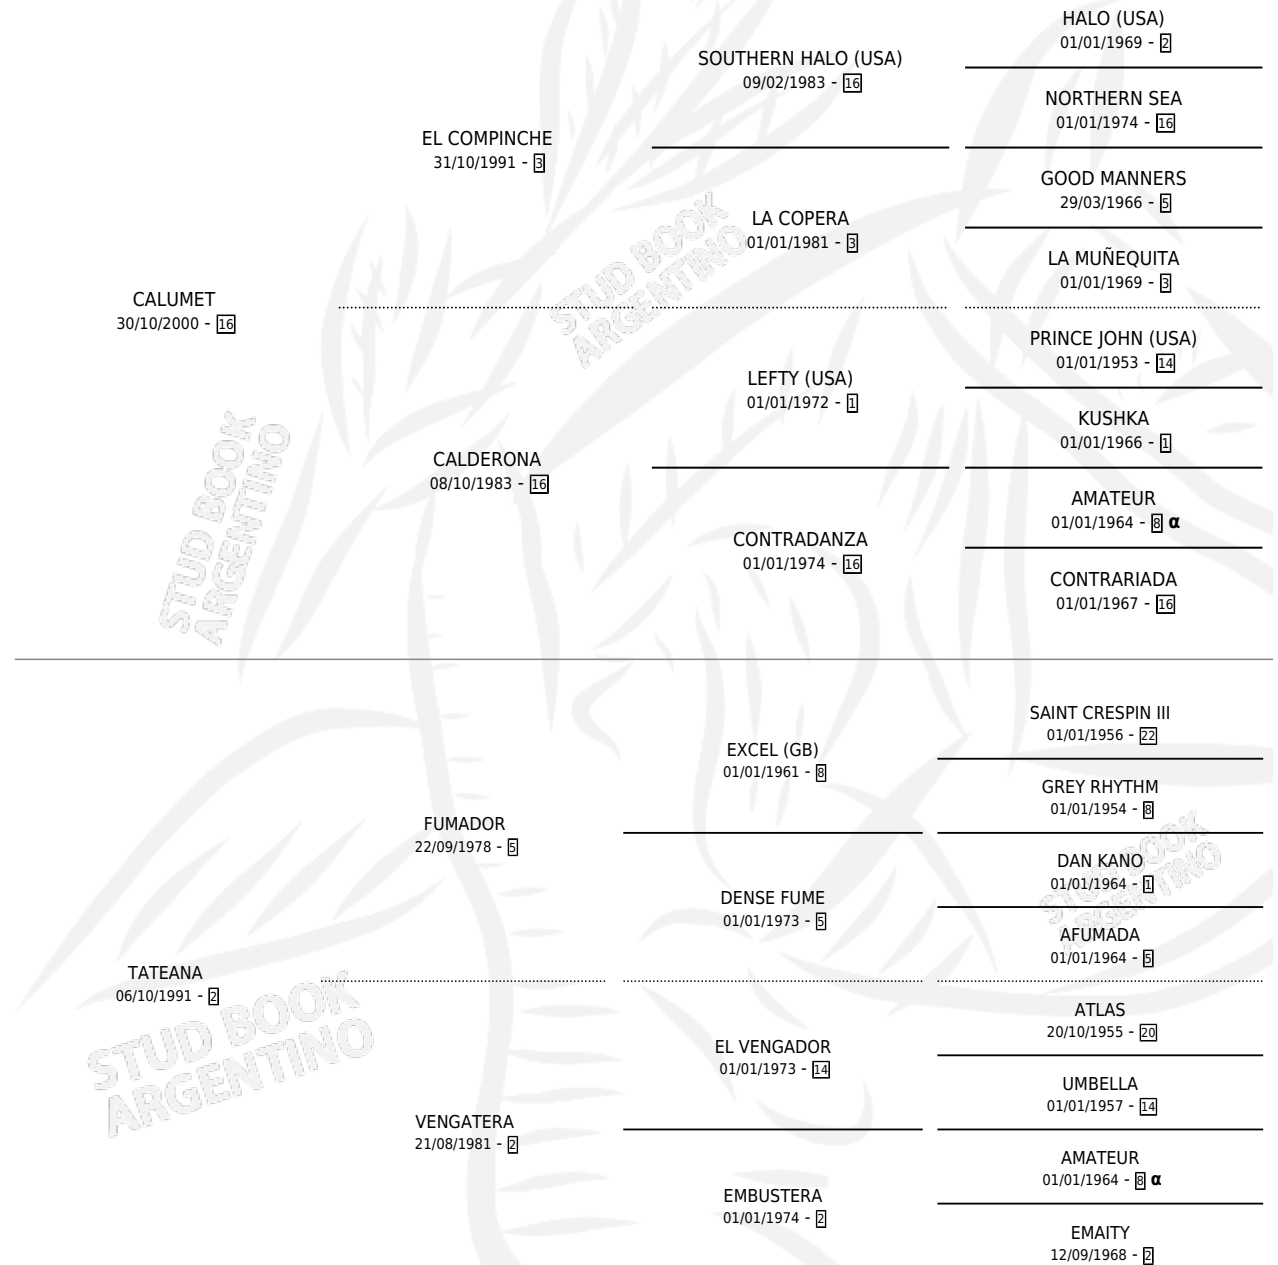 HALO (USA)
01/01/1969 - 2
SOUTHERN HALO (USA)
09/02/1983 - 16
NORTHERN SEA
01/01/1974 - 16
EL COMPINCHE
31/10/1991 - 3
GOOD MANNERS
29/03/1966 - 5
LA COPERA
01/01/1981 - 3
LA MUÑEQUITA
01/01/1969 - 3
CALUMET
30/10/2000 - 16
PRINCE JOHN (USA)
01/01/1953 - 14
LEFTY (USA)
01/01/1972 - 1
KUSHKA
01/01/1966 - 1
CALDERONA
08/10/1983 - 16
AMATEUR
01/01/1964 - 8 α
CONTRADANZA
01/01/1974 - 16
CONTRARIADA
01/01/1967 - 16
SAINT CRESPIN III
01/01/1956 - 22
EXCEL (GB)
01/01/1961 - 8
GREY RHYTHM
01/01/1954 - 8
FUMADOR
22/09/1978 - 5
DAN KANO
01/01/1964 - 1
DENSE FUME
01/01/1973 - 5
AFUMADA
01/01/1964 - 5
TATEANA
06/10/1991 - 2
ATLAS
20/10/1955 - 20
EL VENGADOR
01/01/1973 - 14
UMBELLA
01/01/1957 - 14
VENGATERA
21/08/1981 - 2
AMATEUR
01/01/1964 - 8 α
EMBUSTERA
01/01/1974 - 2
EMAITY
12/09/1968 - 2
STUD BOOK
ARGENTINO
STUD BOOK
ARGENTINO
STUD BOOK
ARGENTINO
STUD BOOK
ARGENTINO